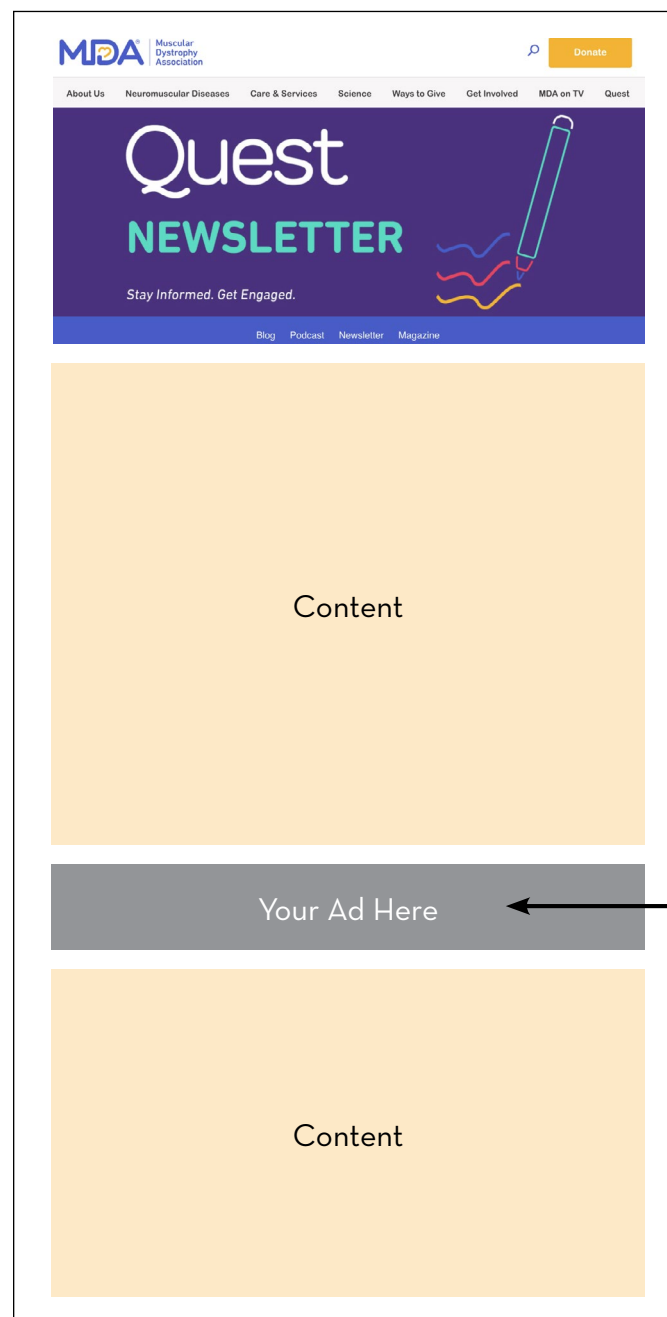 MDA Muscular
Dystrophy
Association
Donate
About Us Neuromuscular Diseases Care & Services Science Ways to Give Get Involved MDA on TV Quest
Quest
NEWSLETTER
Stay Informed. Get Engaged.
Blog Podcast Newsletter Magazine
Content
Your Ad Here
Content